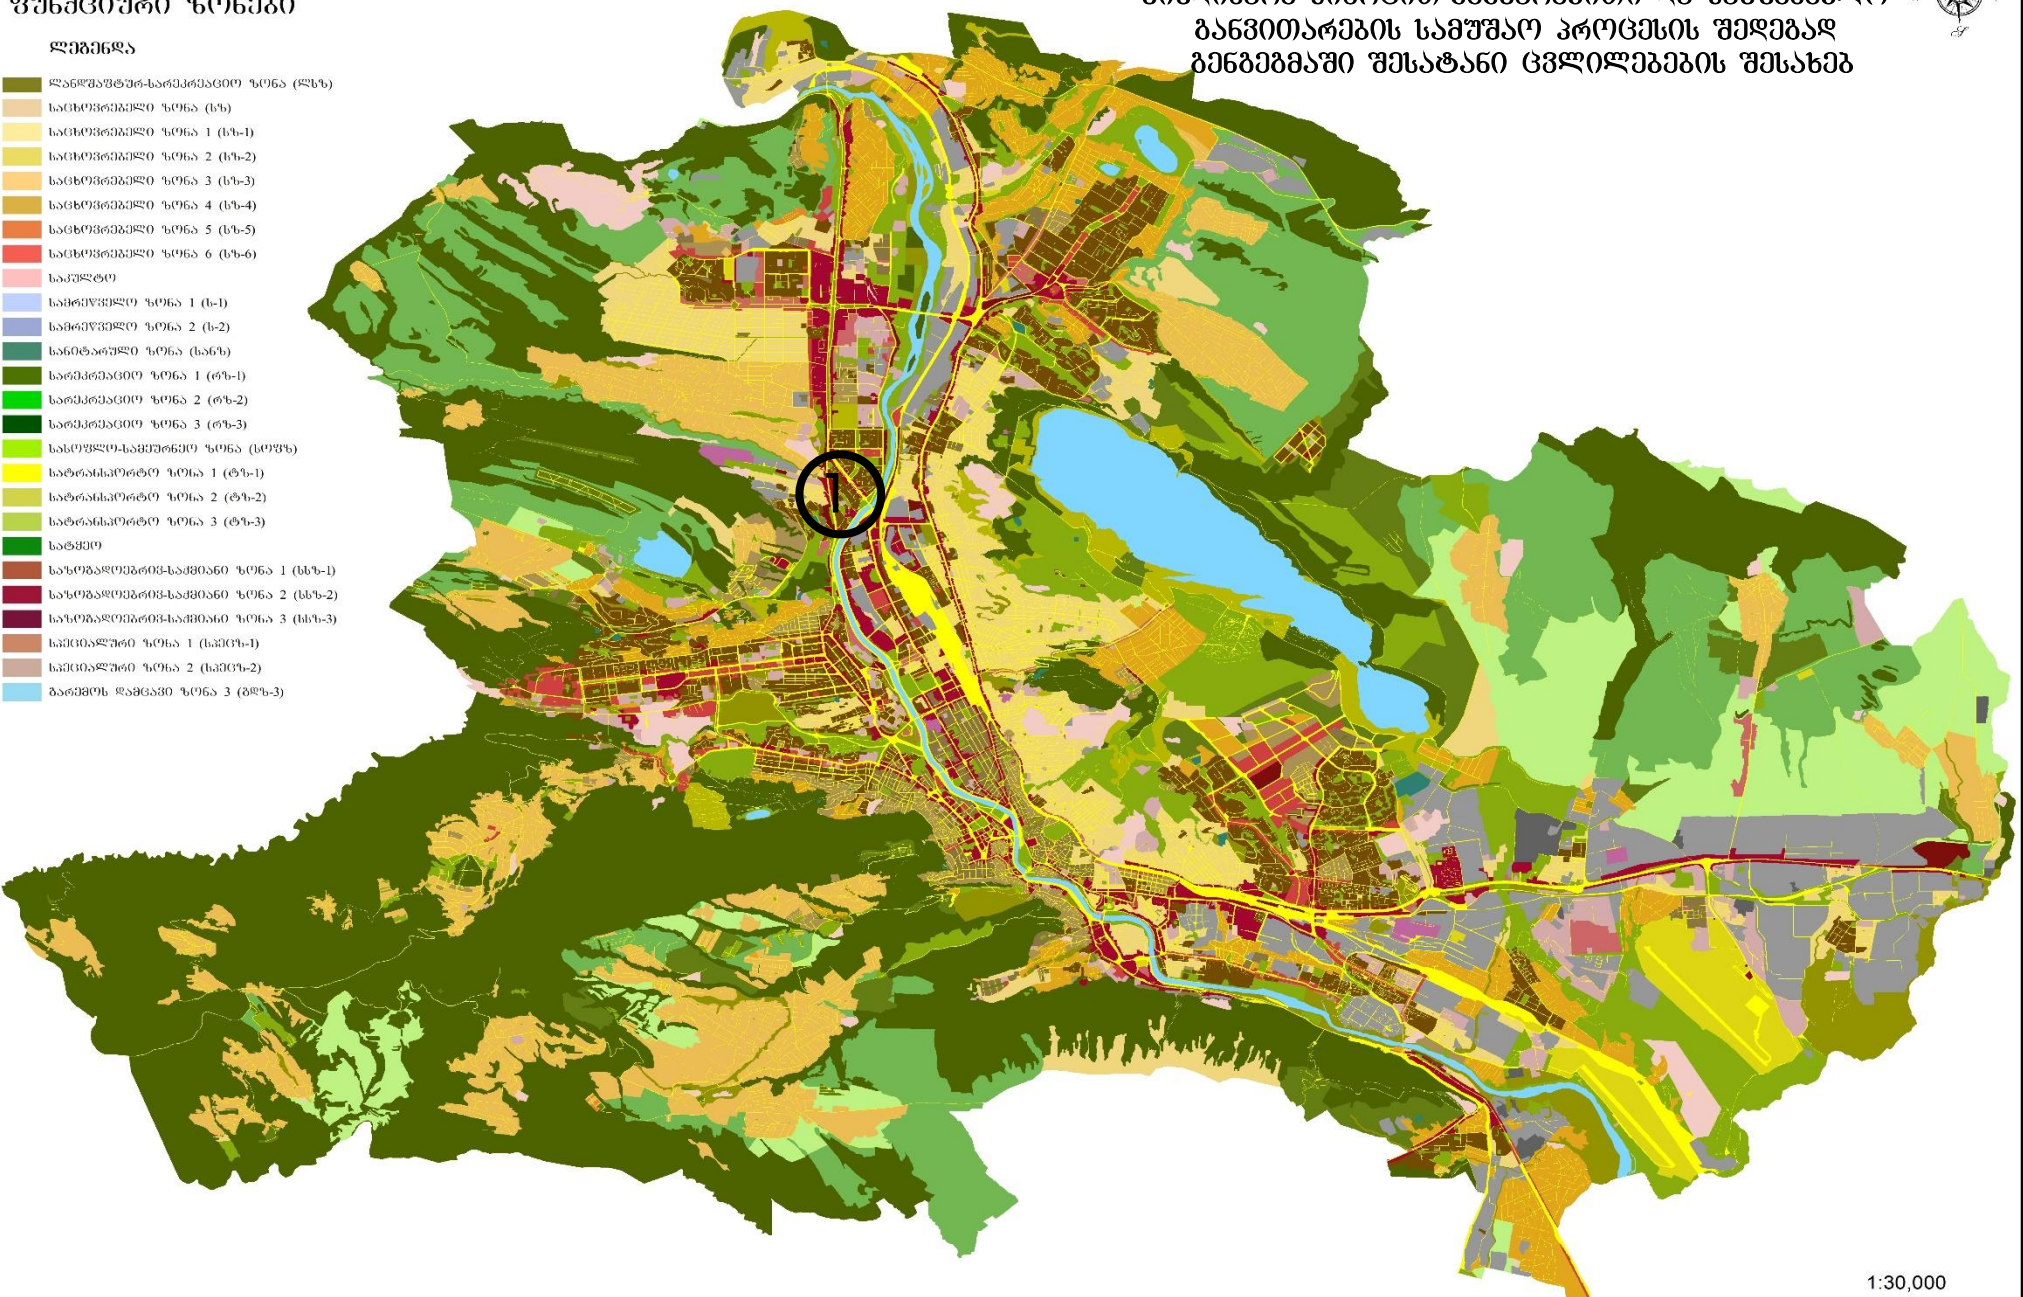 ფუნქციური ზონები
განვითარების სამუშაო პროცესის შედეგად
გენგეგმაში შესატანი ცვლილებების შესახებ
ლეგენდა
ლანდშაფტურ-სარეკრეაციო ზონა (ლსზ)
საცხოვრებელი ზონა (სზ)
საცხოვრებელი ზონა 1 (სზ-1)
საცხოვრებელი ზონა 2 (სზ-2)
საცხოვრებელი ზონა 3 (სზ-3)
საცხოვრებელი ზონა 4 (სზ-4)
საცხოვრებელი ზონა 5 (სზ-5)
საცხოვრებელი ზონა 6 (სზ-6)
საკულტო
სამრეწველო ზონა 1 (ს-1)
სამრეწველო ზონა 2 (ს-2)
სანიტარული ზონა (სანზ)
სარეკრეაციო ზონა 1 (რზ-1)
სარეკრეაციო ზონა 2 (რზ-2)
სარეკრეაციო ზონა 3 (რზ-3)
სასოფლო-სამეურნეო ზონა (სოფზ)
სატრანსპორტო ზონა 1 (ტზ-1)
სატრანსპორტო ზონა 2 (ტზ-2)
სატრანსპორტო ზონა 3 (ტზ-3)
სატყეო
საზოგადოებრივ-საქმიანი ზონა 1 (სსზ-1)
საზოგადოებრივ-საქმიანი ზონა 2 (სსზ-2)
საზოგადოებრივ-საქმიანი ზონა 3 (სსზ-3)
სპეციალური ზონა 1 (სპეცზ-1)
სპეციალური ზონა 2 (სპეცზ-2)
გარემოს დამცავი ზონა 3 (გდზ-3)
1
1:30,000